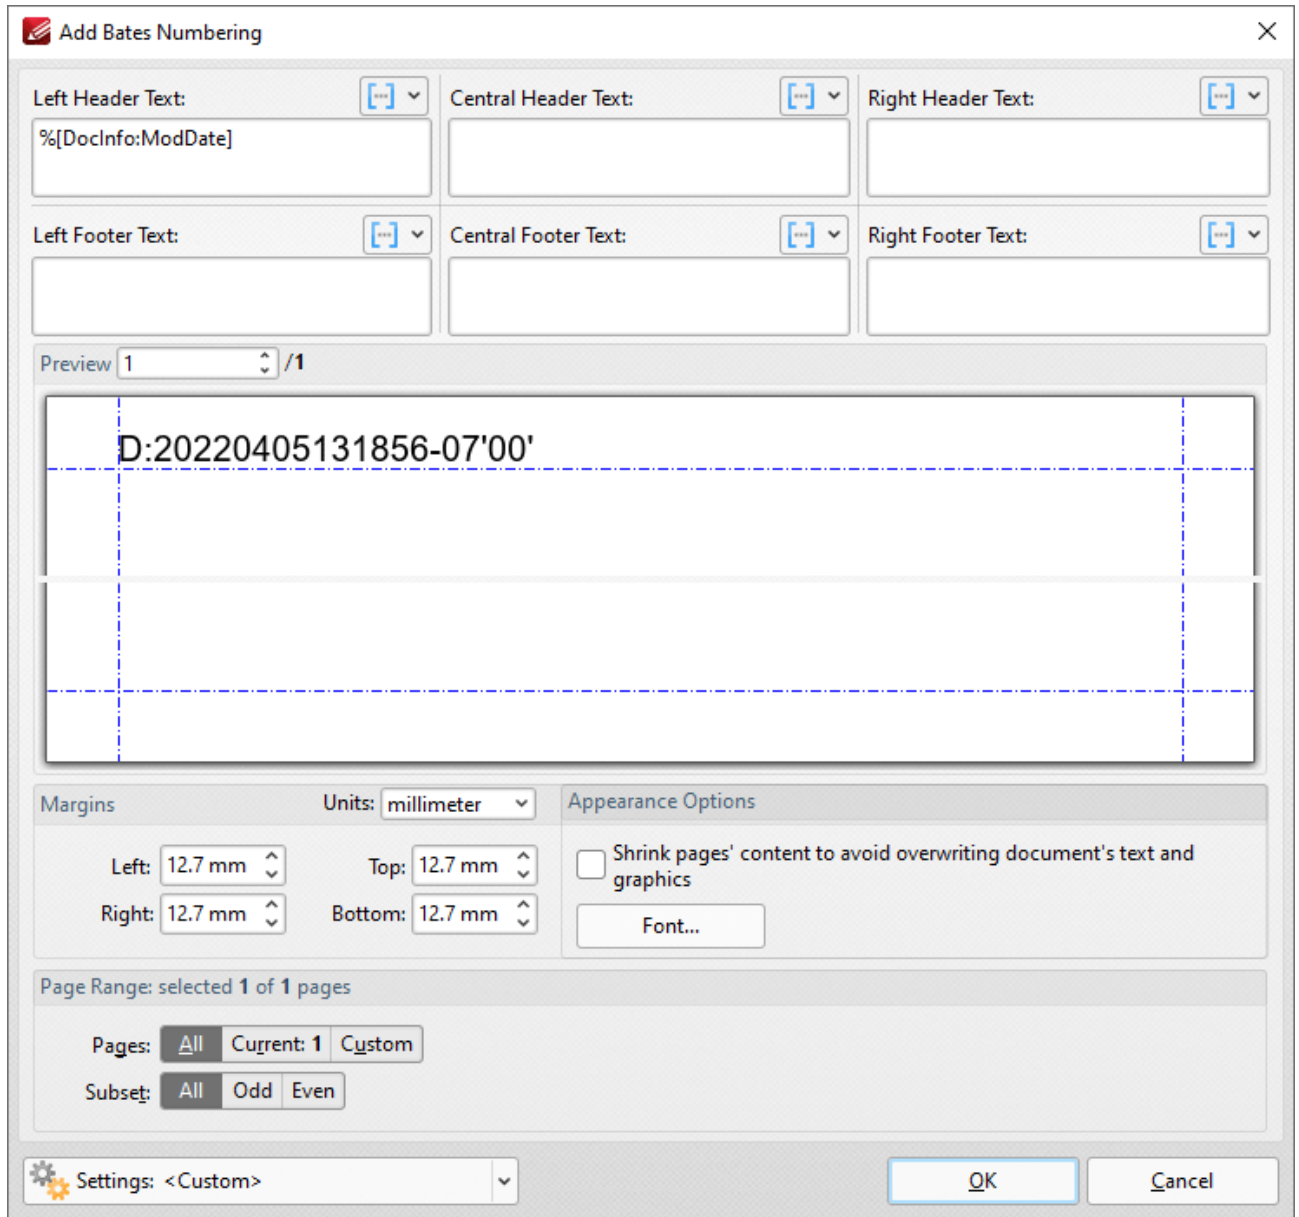 Add Bates Numbering
Left Header Text:
Central Header Text:
Right Header Text:
%[DocInfo:ModDate]
Left Footer Text:
Central Footer Text:
Right Footer Text:
Preview 1 /1
D:20220405131856-07'00'
Margins
Units: millimeter
Left: 12.7 mm
Top: 12.7 mm
Right: 12.7 mm
Bottom: 12.7 mm
Appearance Options
Shrink pages' content to avoid overwriting document's text and
graphics
Font...
Page Range: selected 1 of 1 pages
Pages: All Current: 1 Custom
Subset: All Odd Even
Settings: <Custom>
OK
Cancel